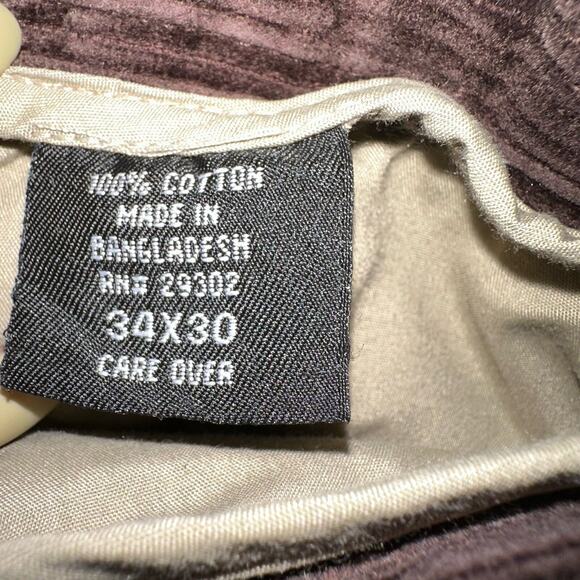 100% COTTON
MADE IN
BANGLADESH
RN# 29302
34X30
CARE OVER